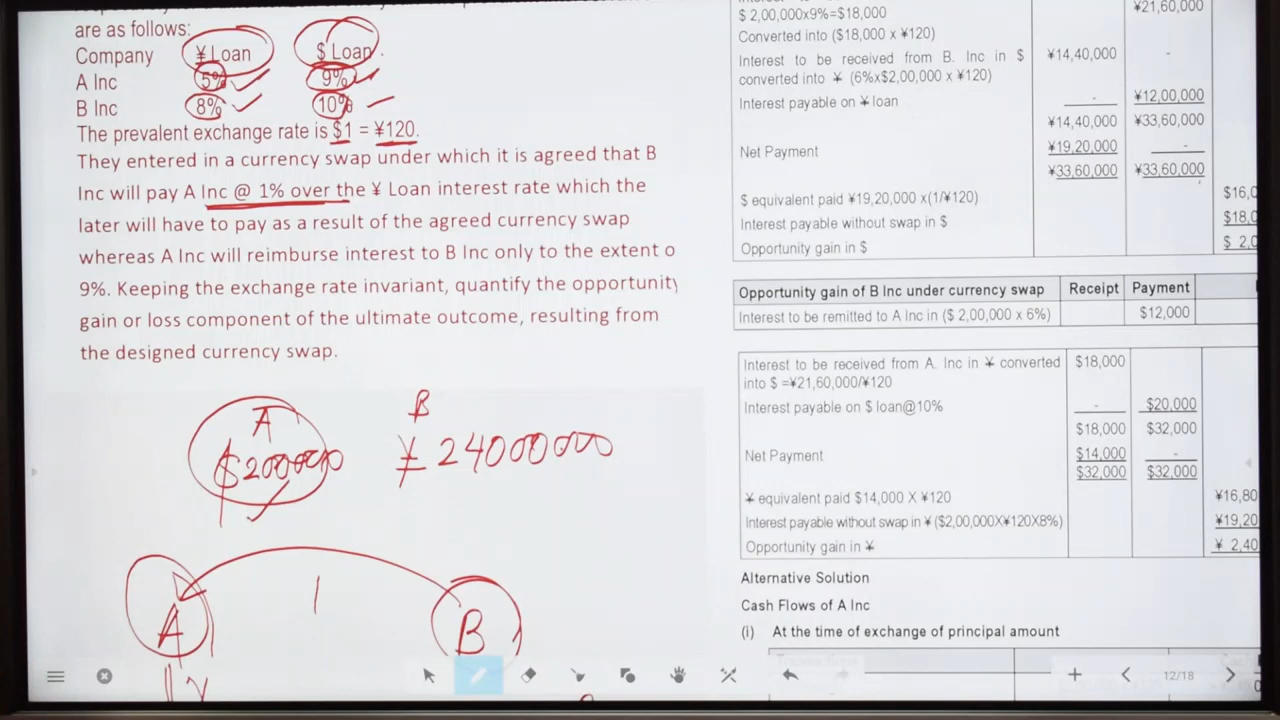 are as follows:
Company ¥ Loan $ Loan
A Inc 5% 9%
B Inc 8% 10%
The prevalent exchange rate is $1 = ¥120.
They entered in a currency swap under which it is agreed that B
Inc will pay A Inc @ 1% over the ¥ Loan interest rate which the
later will have to pay as a result of the agreed currency swap
whereas A Inc will reimburse interest to B Inc only to the extent o
9%. Keeping the exchange rate invariant, quantify the opportunity
gain or loss component of the ultimate outcome, resulting from
the designed currency swap.
A B
$200000 ¥24000000
A B
$ 2,00,000x9%=$18,000 ¥21,60,000
Converted into ($18,000 x ¥120)
Interest to be received from B. Inc in $ ¥14,40,000 -
converted into ¥ (6%x$2,00,000 x ¥120)
Interest payable on ¥ loan - ¥12,00,000
¥14,40,000 ¥33,60,000
Net Payment ¥19,20,000 -
¥33,60,000 ¥33,60,000
$ equivalent paid ¥19,20,000 x(1/¥120) $16,0
Interest payable without swap in $ $18,0
Opportunity gain in $ $ 2,0
Opportunity gain of B Inc under currency swap Receipt Payment
Interest to be remitted to A Inc in ($ 2,00,000 x 6%) $12,000
Interest to be received from A. Inc in ¥ converted $18,000
into $ =¥21,60,000/¥120
Interest payable on $ loan@10% - $20,000
$18,000 $32,000
Net Payment $14,000 -
$32,000 $32,000
¥ equivalent paid $14,000 X ¥120 ¥16,80
Interest payable without swap in ¥ ($2,00,000X¥120X8%) ¥19,20
Opportunity gain in ¥ ¥ 2,40
Alternative Solution
Cash Flows of A Inc
(i) At the time of exchange of principal amount
12/18